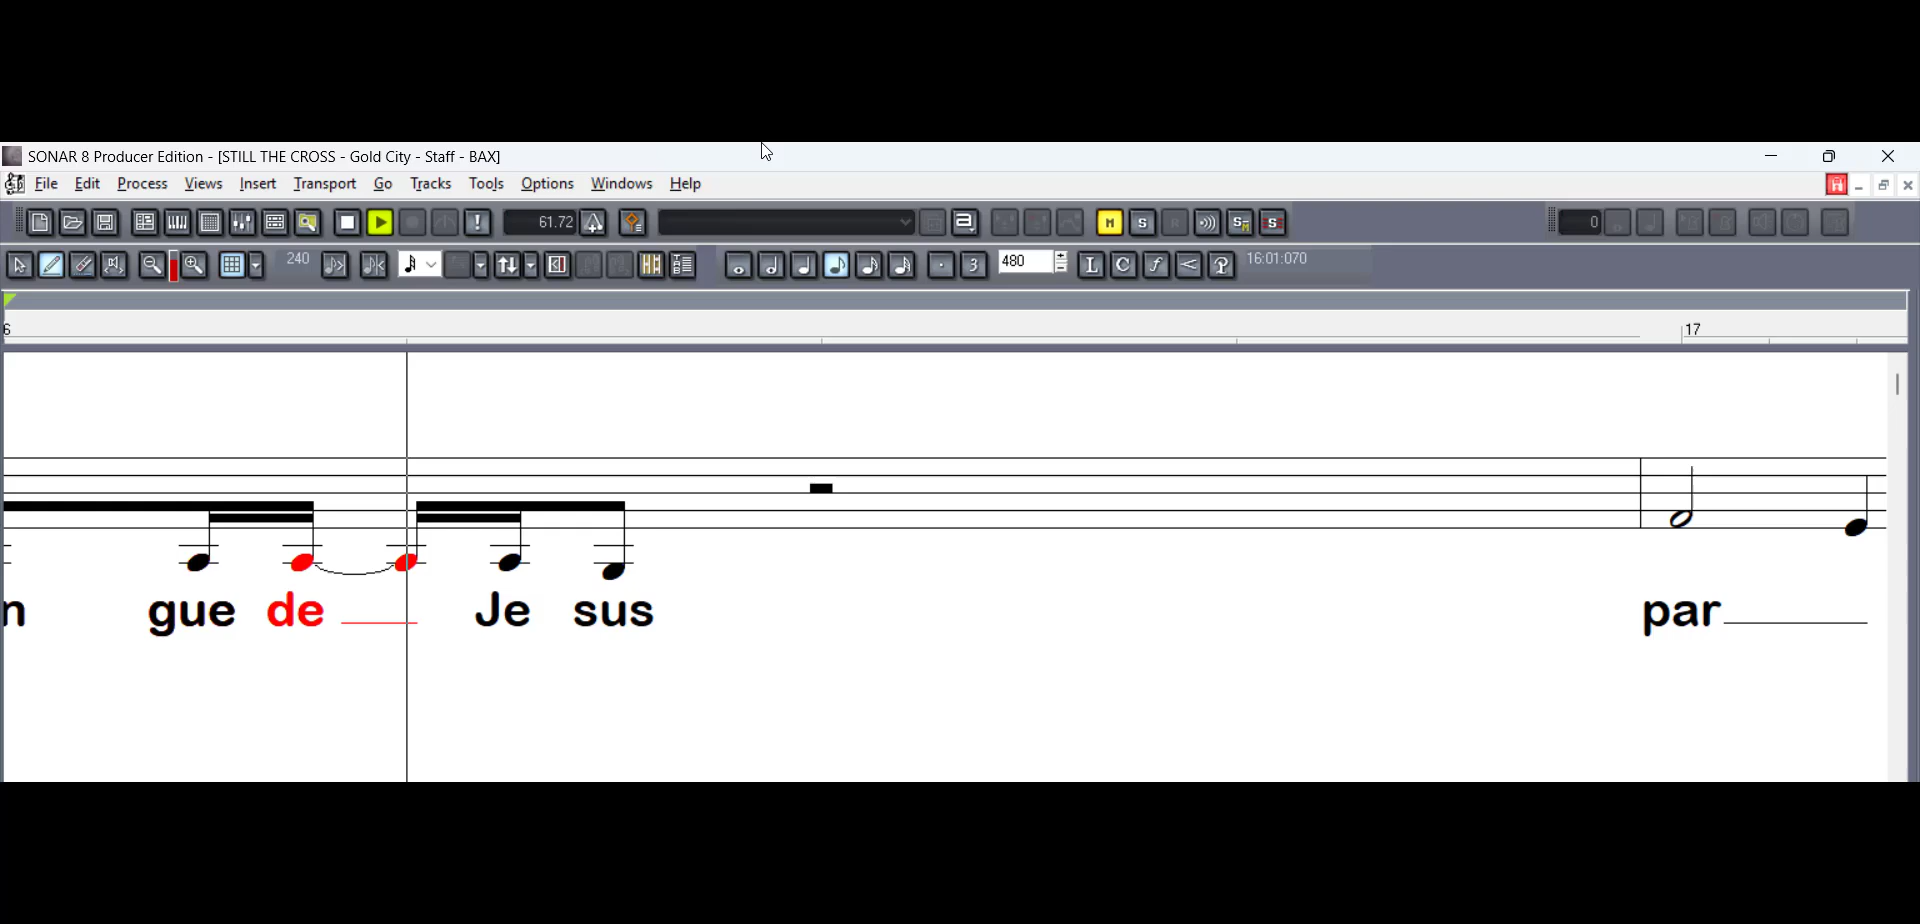 SONAR 8 Producer Edition - [STILL THE CROSS - Gold City - Staff - BAX]
File Edit Process Views Insert Transport Go Tracks Tools Options Windows Help
61.72 M S R S S 0
240 3 480 L C f < 16:01:070
6 17
n gue de Je sus par